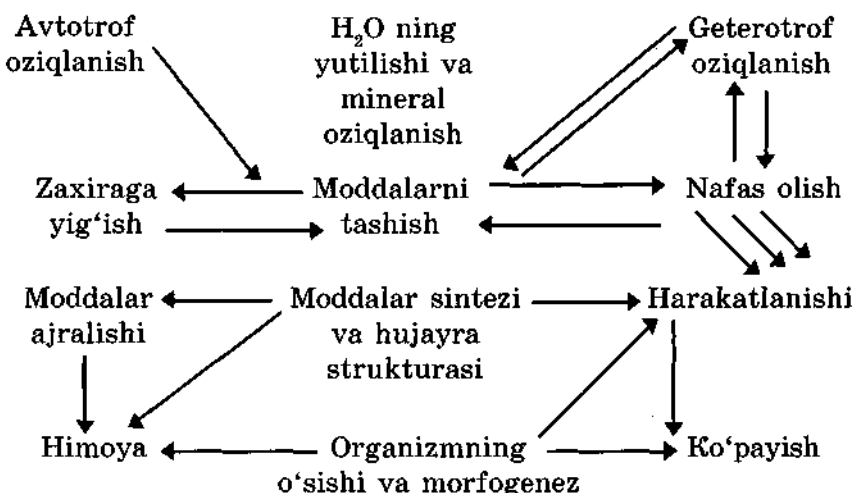 Avtotrof
oziqlanish
H₂O ning
yutilishi va
mineral
oziqlanish
Geterotrof
oziqlanish
Zaxiraga
yig‘ish
Moddalarni
tashish
Nafas olish
Moddalar
ajralishi
Moddalar sintezi
va hujayra
strukturasi
Harakatlanishi
Himoya
Organizmning
o‘sishi va morfogenez
Ko‘payish